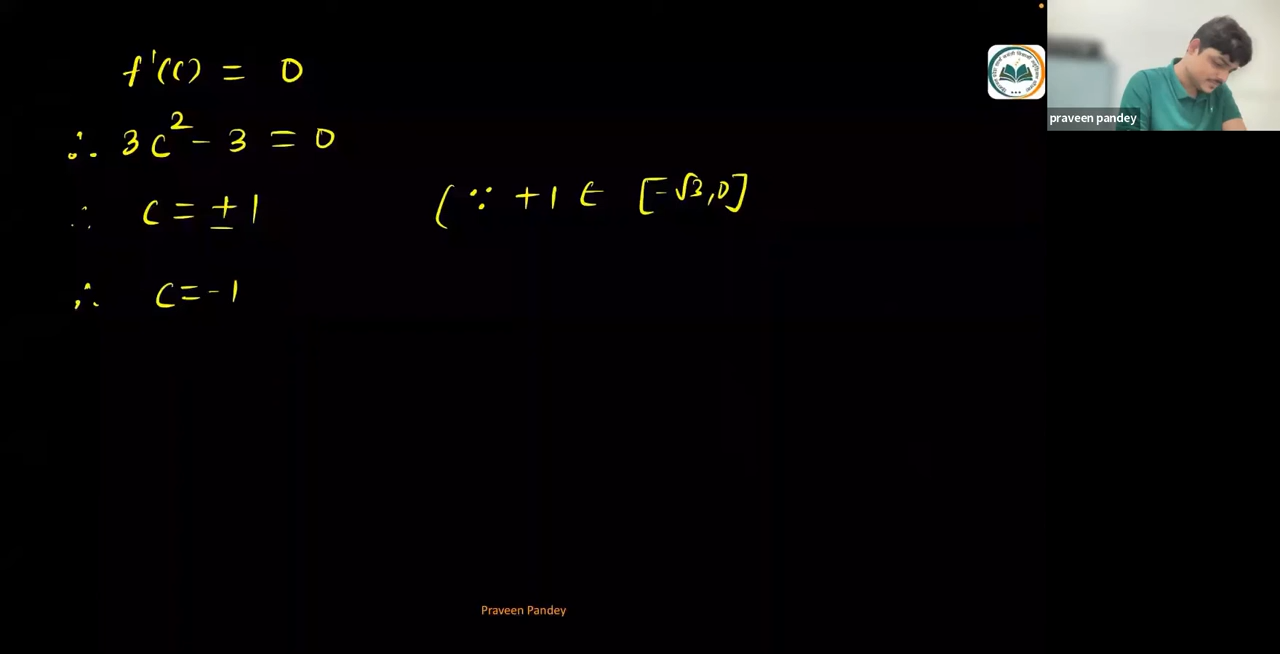 f'(c) = 0
∴ 3c² - 3 = 0
∴ c = ±1 (∵ +1 ∈ [-√3, 0]
∴ c = -1
praveen pandey
Praveen Pandey